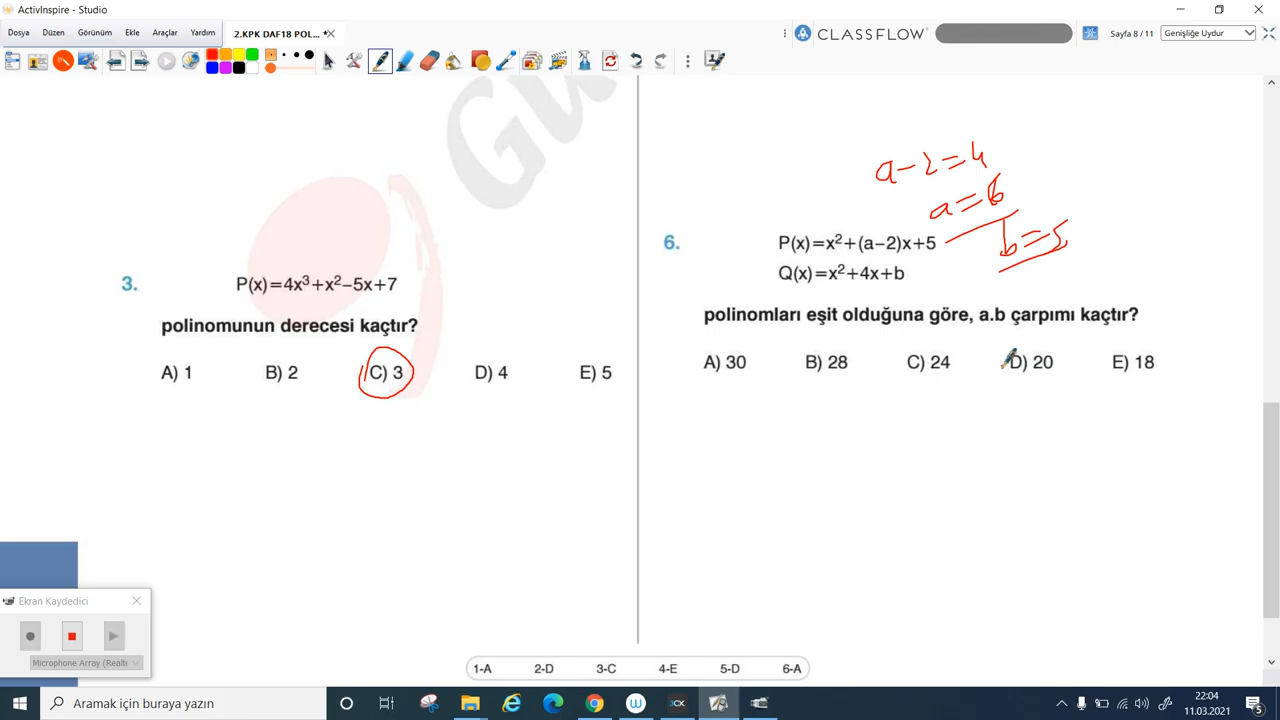 ActivInspire - Studio
Dosya Düzen Görünüm Ekle Araçlar Yardım
2.KPK DAF18 POL... *
CLASSFLOW
Sayfa 8 / 11
Genişliğe Uydur
Gu
3.
P(x)=4x³+x²−5x+7
polinomunun derecesi kaçtır?
A) 1 B) 2 C) 3 D) 4 E) 5
a-2=4
a=6
b=5
6.
P(x)=x²+(a−2)x+5
Q(x)=x²+4x+b
polinomları eşit olduğuna göre, a.b çarpımı kaçtır?
A) 30 B) 28 C) 24 D) 20 E) 18
Ekran Kaydedici
Microphone Array (Realte
1-A 2-D 3-C 4-E 5-D 6-A
Aramak için buraya yazın
22:04
11.03.2021
5